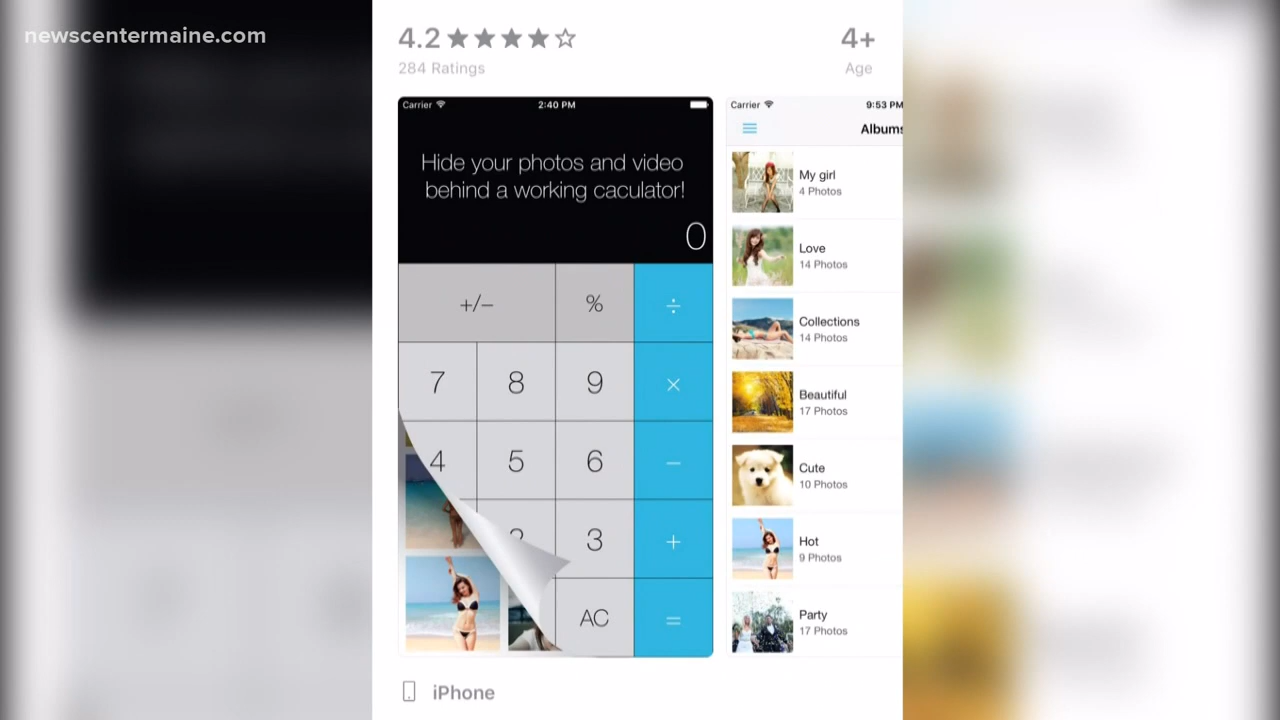 newscentermaine.com
4.2
284 Ratings
4+
Age
Carrier 2:40 PM
Hide your photos and video
behind a working caculator!
0
+/− % ÷
7 8 9 ×
4 5 6 −
2 3 +
AC =
Carrier 9:53 PM
Albums
My girl
4 Photos
Love
14 Photos
Collections
14 Photos
Beautiful
17 Photos
Cute
10 Photos
Hot
9 Photos
Party
17 Photos
iPhone